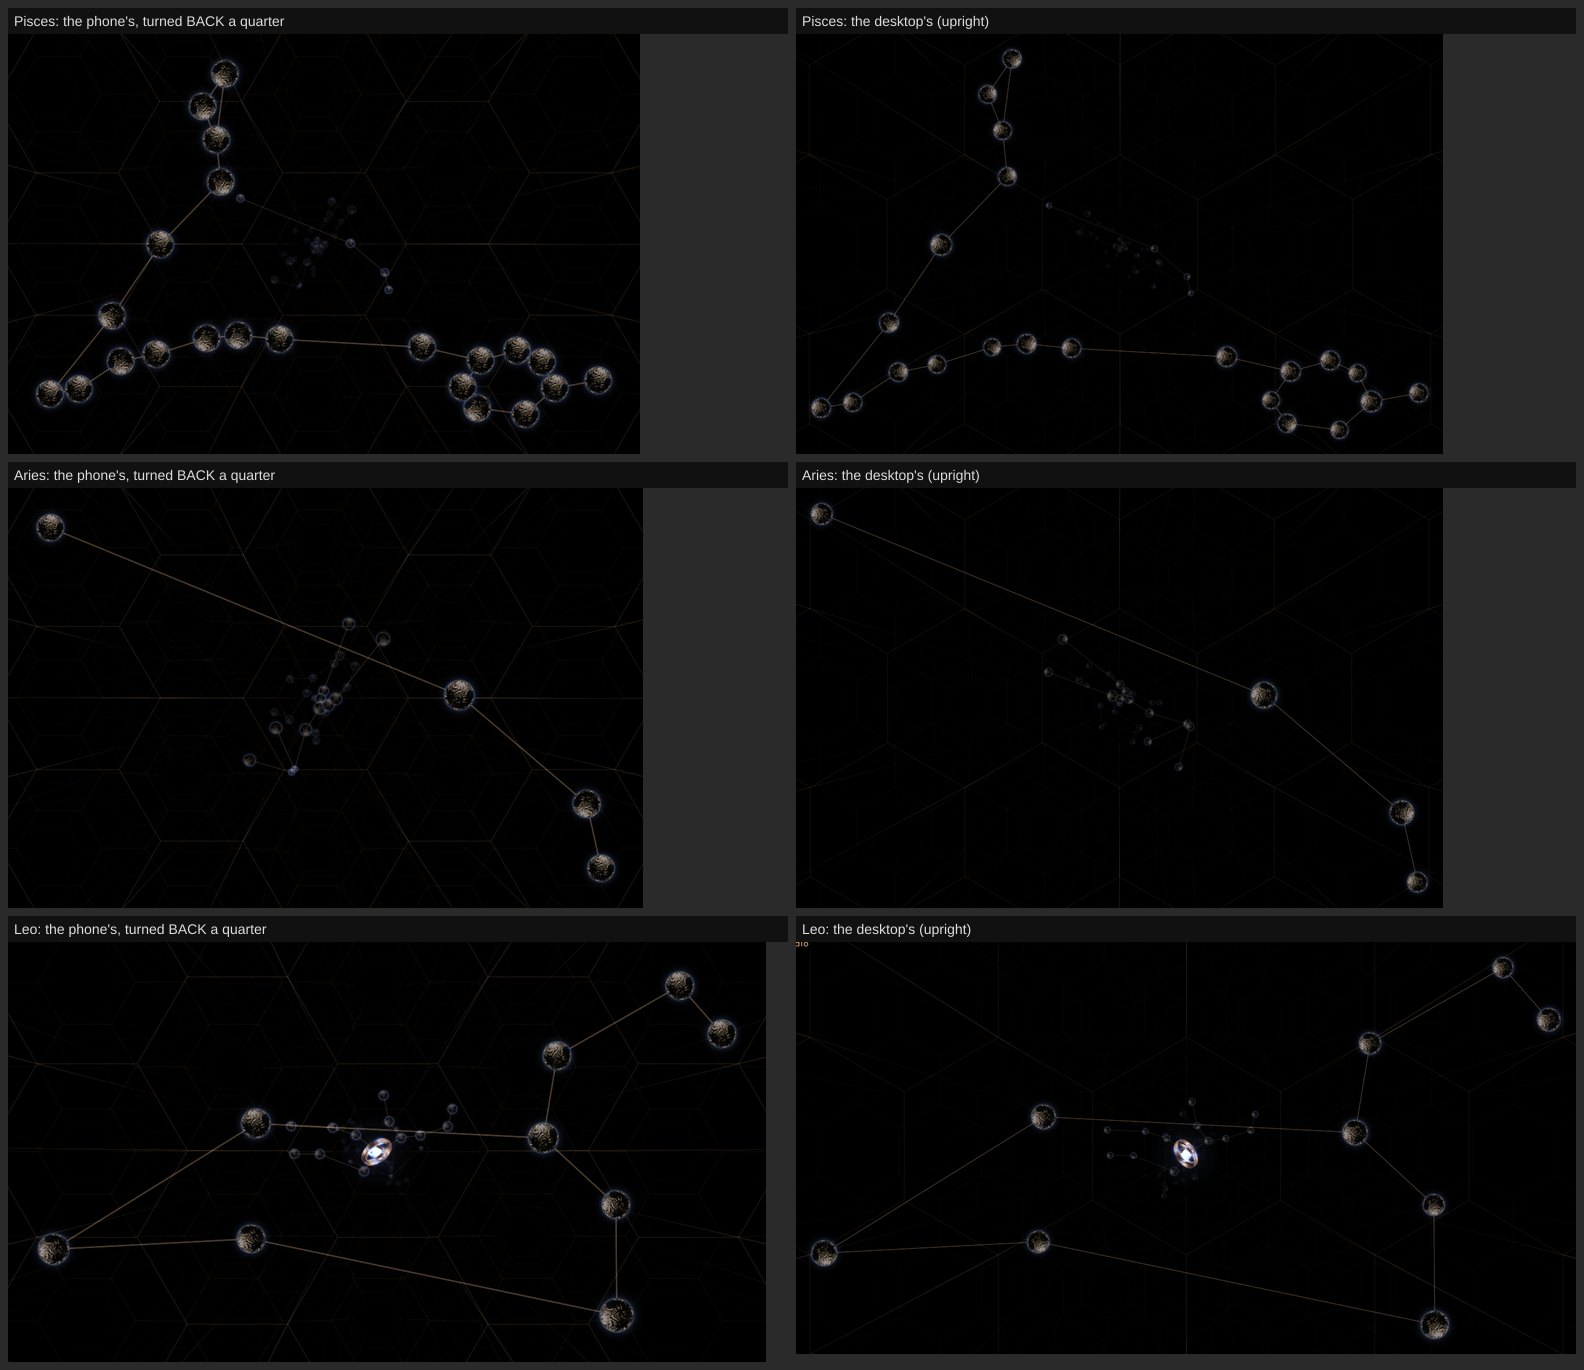 Pisces: the phone's, turned BACK a quarter
Pisces: the desktop's (upright)
Aries: the phone's, turned BACK a quarter
Aries: the desktop's (upright)
Leo: the phone's, turned BACK a quarter
Leo: the desktop's (upright)